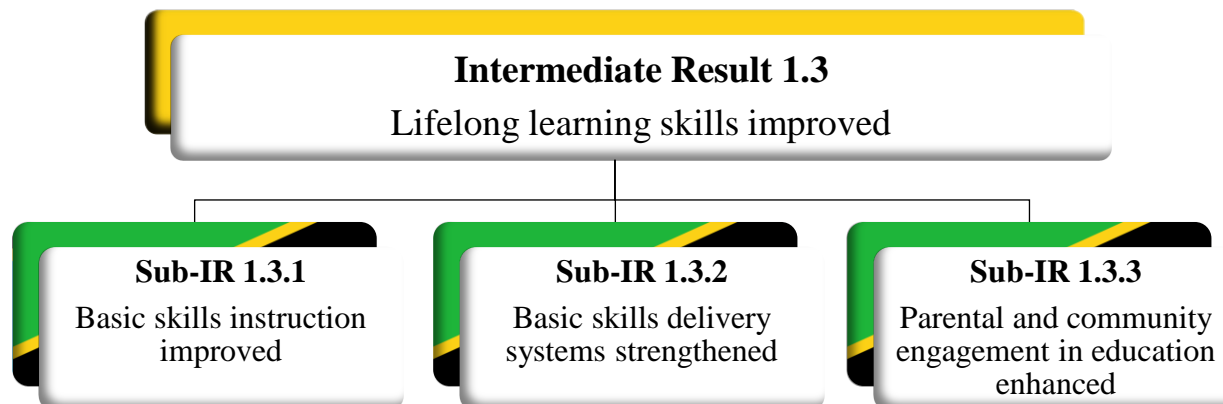 Intermediate Result 1.3
Lifelong learning skills improved
Sub-IR 1.3.1
Basic skills instruction
improved
Sub-IR 1.3.2
Basic skills delivery
systems strengthened
Sub-IR 1.3.3
Parental and community
engagement in education
enhanced